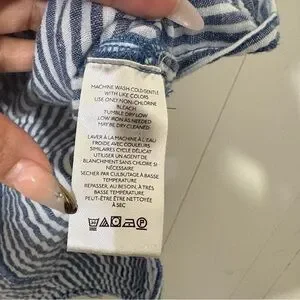 MACHINE WASH COLD/GENTLE
WITH LIKE COLORS
USE ONLY NON-CHLORINE
BLEACH
TUMBLE DRY LOW
LOW IRON AS NEEDED
MAY BE DRY CLEANED
LAVER À LA MACHINE À L'EAU
FROIDE AVEC COULEURS
SIMILAIRES CYCLE DÉLICAT
UTILISER UN AGENT DE
BLANCHIMENT SANS CHLORE SI
NÉCESSAIRE
SÉCHER PAR CULBUTAGE À BASSE
TEMPÉRATURE
REPASSER, AU BESOIN, À TRÈS
BASSE TEMPÉRATURE
PEUT-ÊTRE ÊTRE NETTOYÉE
À SEC